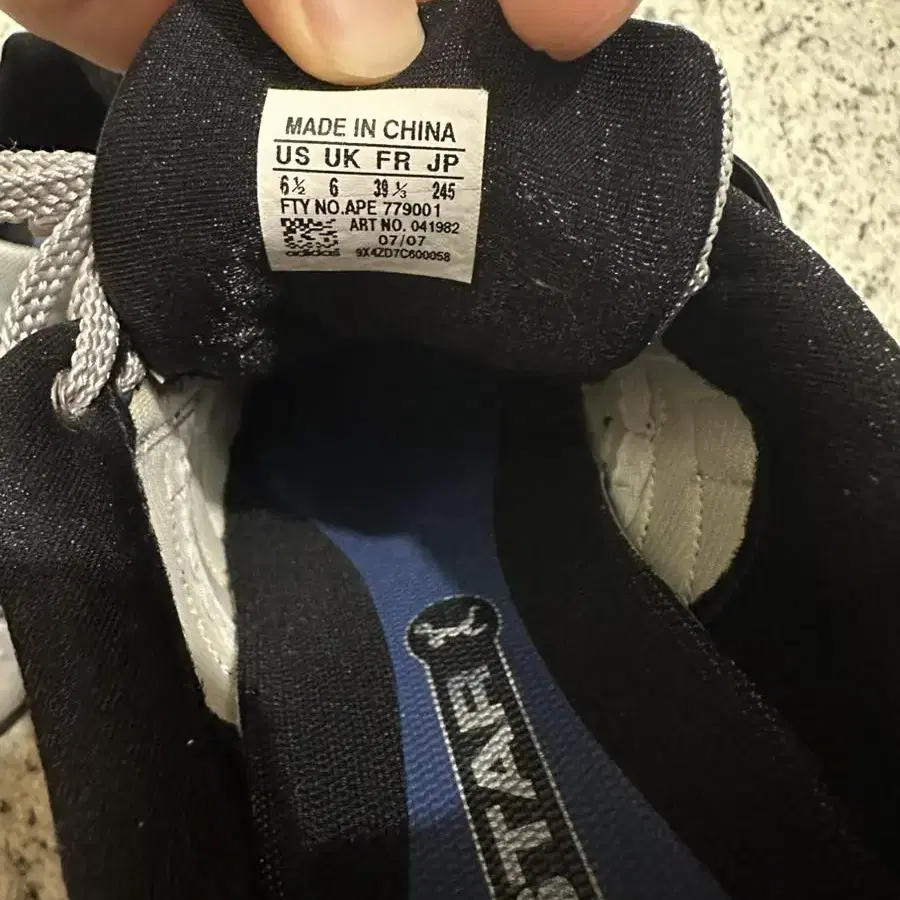 MADE IN CHINA
US UK FR JP
6½ 6 39⅓ 245
FTY NO.APE 779001
ART NO. 041982
07/07
adidas 9X4ZD7C600058
STAR